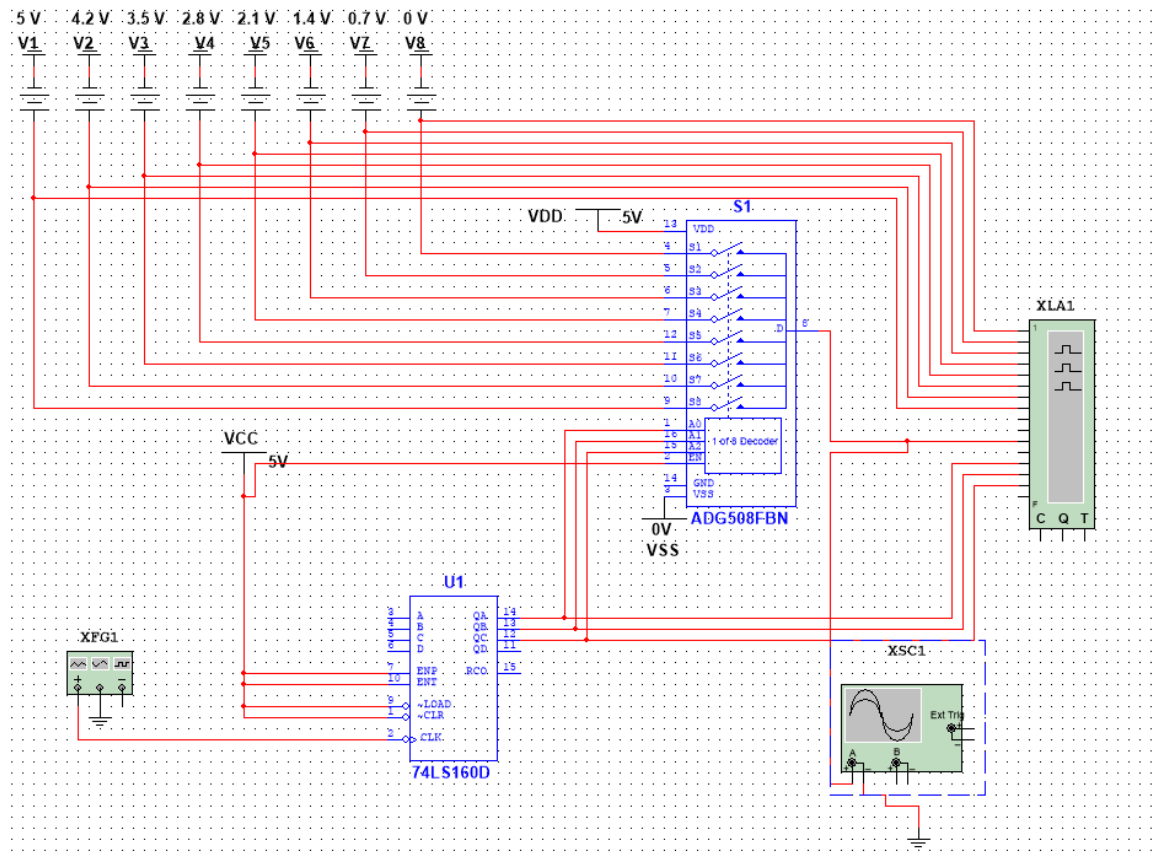 5 V 4.2 V 3.5 V 2.8 V 2.1 V 1.4 V 0.7 V 0 V
V1 V2 V3 V4 V5 V6 V7 V8
S1
VDD 5V
13 VDD
4 S1
5 S2
6 S3
7 S4
12 S5
11 S6
10 S7
9 S8
D 8
1 A0
16 A1
15 A2
2 EN
1 of 8 Decoder
14 GND
3 VSS
ADG508FBN
0V
VSS
VCC
5V
XLA1
1
F
C Q T
U1
3 A QA 14
4 B QB 13
5 C QC 12
6 D QD 11
7 ENP RCO 15
10 ENT
9 ~LOAD
1 ~CLR
2 CLK
74LS160D
XFG1
+ −
XSC1
Ext Trig
+
−
A B
+ − + −